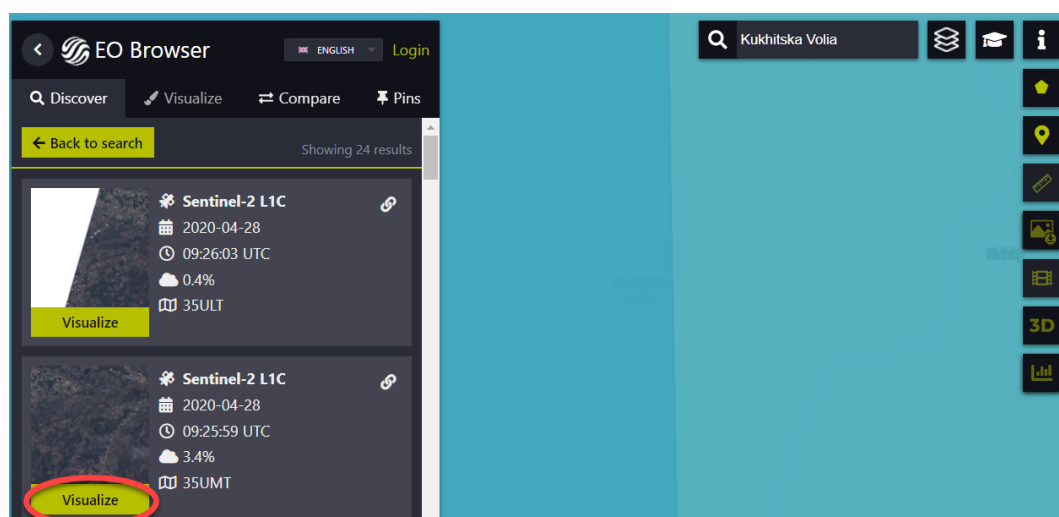 EO Browser
ENGLISH
Login
Kukhitska Volia
Discover
Visualize
Compare
Pins
Back to search
Showing 24 results
Sentinel-2 L1C
2020-04-28
09:26:03 UTC
0.4%
35ULT
Visualize
Sentinel-2 L1C
2020-04-28
09:25:59 UTC
3.4%
35UMT
Visualize
3D